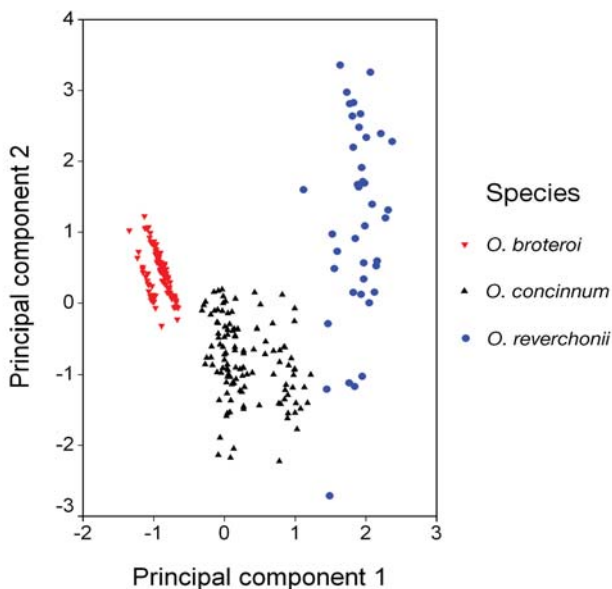 4
3
2
1
0
-1
-2
-3
-2
-1
0
1
2
3
Principal component 2
Principal component 1
Species
O. broteroi
O. concinnum
O. reverchonii